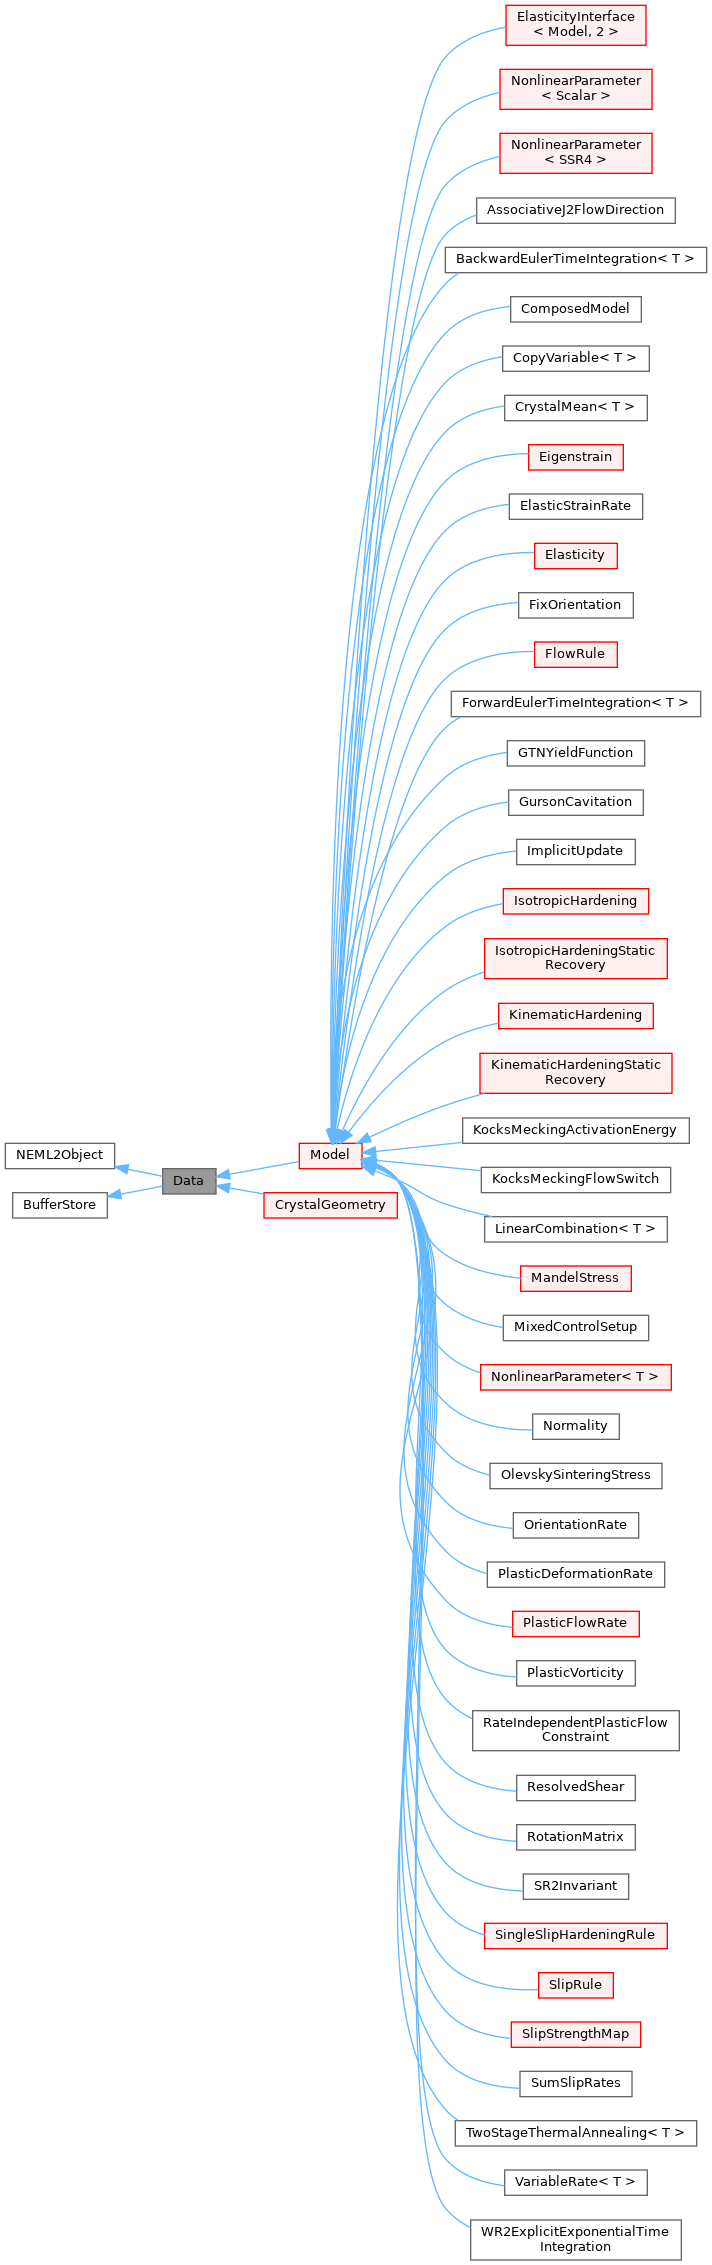 ElasticityInterface
< Model, 2 >
NonlinearParameter
< Scalar >
NonlinearParameter
< SSR4 >
AssociativeJ2FlowDirection
BackwardEulerTimeIntegration< T >
ComposedModel
CopyVariable< T >
CrystalMean< T >
Eigenstrain
ElasticStrainRate
Elasticity
FixOrientation
FlowRule
ForwardEulerTimeIntegration< T >
GTNYieldFunction
GursonCavitation
ImplicitUpdate
IsotropicHardening
IsotropicHardeningStatic
Recovery
KinematicHardening
KinematicHardeningStatic
Recovery
KocksMeckingActivationEnergy
NEML2Object
Model
Data
KocksMeckingFlowSwitch
BufferStore
CrystalGeometry
LinearCombination< T >
MandelStress
MixedControlSetup
NonlinearParameter< T >
Normality
OlevskySinteringStress
OrientationRate
PlasticDeformationRate
PlasticFlowRate
PlasticVorticity
RateIndependentPlasticFlow
Constraint
ResolvedShear
RotationMatrix
SR2Invariant
SingleSlipHardeningRule
SlipRule
SlipStrengthMap
SumSlipRates
TwoStageThermalAnnealing< T >
VariableRate< T >
WR2ExplicitExponentialTime
Integration